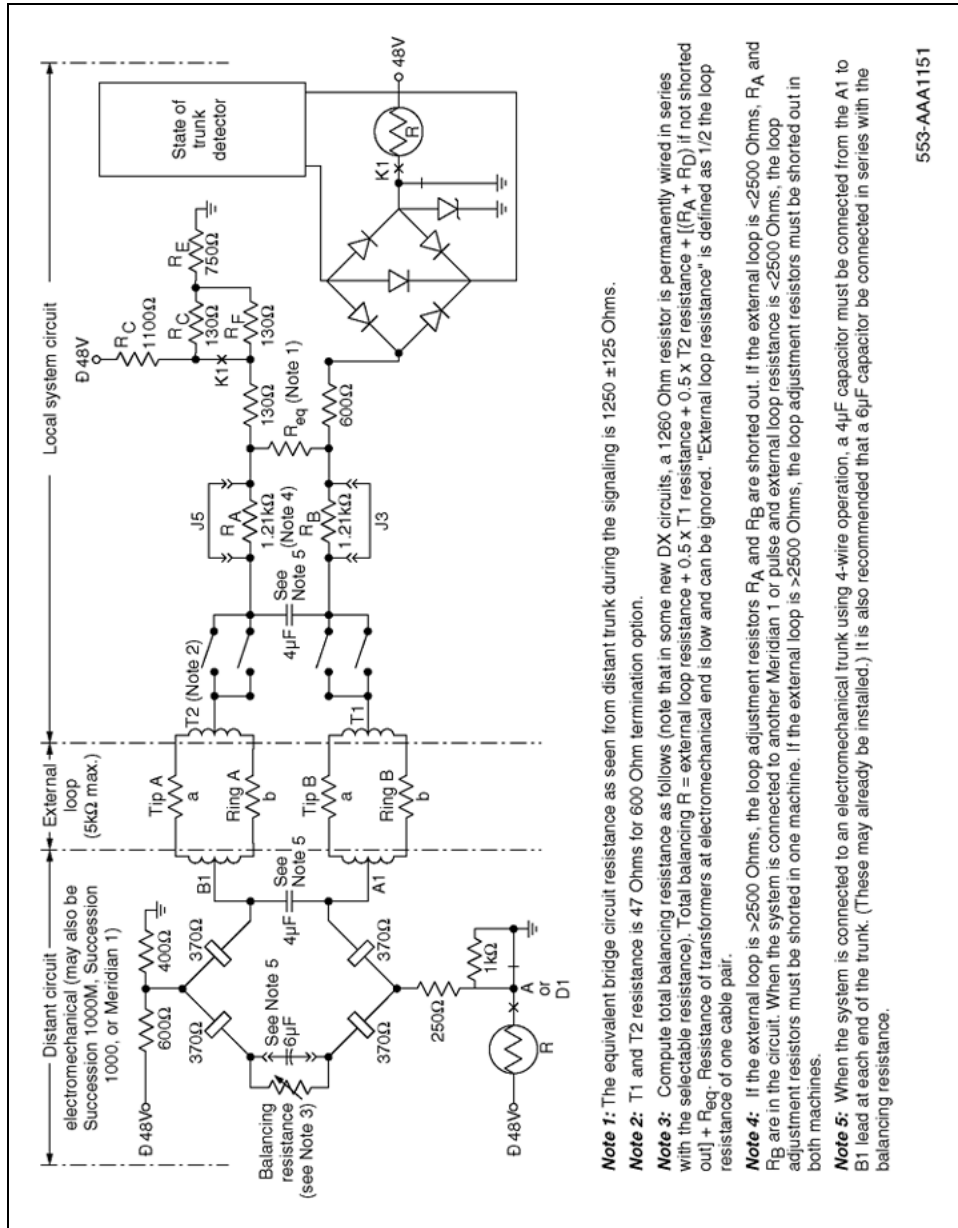 Distant circuit
electromechanical (may also be
Succession 1000M, Succession
1000, or Meridian 1)
External
loop
(5kΩ max.)
Local system circuit
Ð48V
600Ω
400Ω
370Ω
370Ω
B1
Balancing
resistance
(see Note 3)
See Note 5
6µF
4µF
See
Note 5
370Ω
370Ω
A1
250Ω
1kΩ
Ð48V
R
A
or
D1
Tip A
a
Ring A
b
Tip B
a
Ring B
b
T2 (Note 2)
T1
4µF
See
Note 5
J5
RA
1.21kΩ
(Note 4)
RB
1.21kΩ
J3
Req (Note 1)
130Ω
600Ω
K1
Ð48V
RC
1100Ω
RC
130Ω
RF
130Ω
RE
750Ω
State of
trunk
detector
K1
R
48V
Note 1: The equivalent bridge circuit resistance as seen from distant trunk during the signaling is 1250 ±125 Ohms.
Note 2: T1 and T2 resistance is 47 Ohms for 600 Ohm termination option.
Note 3: Compute total balancing resistance as follows (note that in some new DX circuits, a 1260 Ohm resistor is permanently wired in series
with the selectable resistance). Total balancing R = external loop resistance + 0.5 x T1 resistance + 0.5 x T2 resistance + [(RA + RD) if not shorted
out] + Req. Resistance of transformers at electromechanical end is low and can be ignored. "External loop resistance" is defined as 1/2 the loop
resistance of one cable pair.
Note 4: If the external loop is >2500 Ohms, the loop adjustment resistors RA and RB are shorted out. If the external loop is <2500 Ohms, RA and
RB are in the circuit. When the system is connected to another Meridian 1 or pulse and external loop resistance is <2500 Ohms, the loop
adjustment resistors must be shorted in one machine. If the external loop is >2500 Ohms, the loop adjustment resistors must be shorted out in
both machines.
Note 5: When the system is connected to an electromechanical trunk using 4-wire operation, a 4µF capacitor must be connected from the A1 to
B1 lead at each end of the trunk. (These may already be installed.) It is also recommended that a 6µF capacitor be connected in series with the
balancing resistance.
553-AAA1151